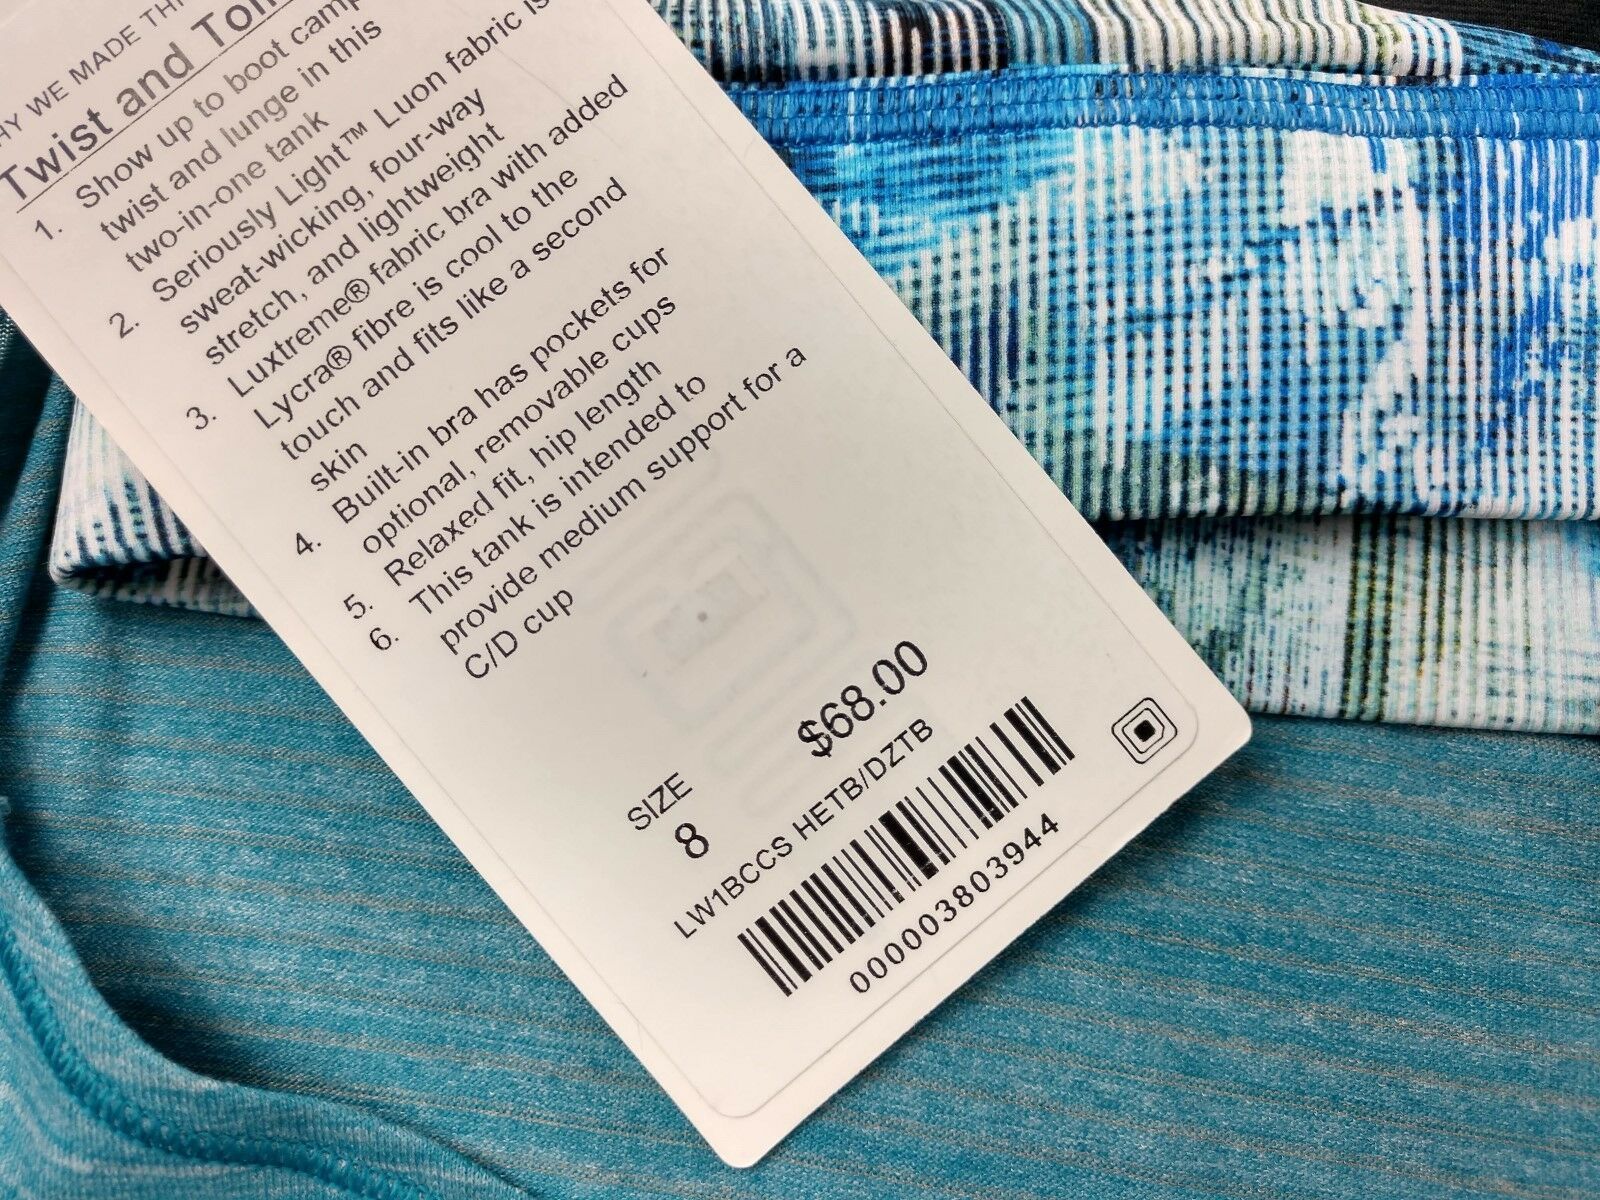 HY WE MADE THI
Twist and Ton
1. Show up to boot camp
twist and lunge in this
two-in-one tank
2. Seriously Light™ Luon fabric is
sweat-wicking, four-way
stretch, and lightweight
3. Luxtreme® fabric bra with added
Lycra® fibre is cool to the
touch and fits like a second
skin
4. Built-in bra has pockets for
optional, removable cups
5. Relaxed fit, hip length
6. This tank is intended to
provide medium support for a
C/D cup
$68.00
SIZE
8
LW1BCCS HETB/DZTB
000003803944